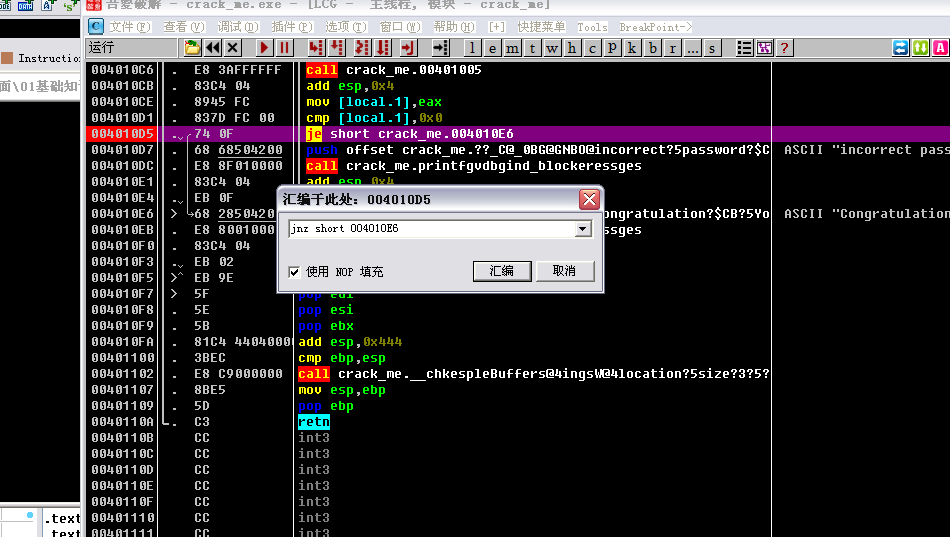 吾爱破解 - crack_me.exe - [LCG - 主线程, 模块 - crack_me]
文件(F) 查看(V) 调试(D) 插件(P) 选项(T) 窗口(W) 帮助(H) [+] 快捷菜单 Tools BreakPoint->
运行 l e m t w h c p k b r ... s ?
Instruction
面\01基础知
004010C6 . E8 3AFFFFFF call crack_me.00401005
004010CB . 83C4 04 add esp,0x4
004010CE . 8945 FC mov [local.1],eax
004010D1 . 837D FC 00 cmp [local.1],0x0
004010D5 . 74 0F je short crack_me.004010E6
004010D7 . 68 68504200 push offset crack_me.??_C@_0BG@GNBO@incorrect?5password?$C ASCII "incorrect pass
004010DC . E8 8F010000 call crack_me.printfgvdbgind_blockeressges
004010E1 . 83C4 04 add esp,0x4
004010E4 . EB 0F
004010E6 > 68 28504200 ongratulation?$CB?5Yo ASCII "Congratulation
004010EB . E8 80010000 ssges
004010F0 . 83C4 04
004010F3 . EB 02
004010F5 > EB 9E
004010F7 > 5F pop edi
004010F8 . 5E pop esi
004010F9 . 5B pop ebx
004010FA . 81C4 44040000 add esp,0x444
00401100 . 3BEC cmp ebp,esp
00401102 . E8 C9000000 call crack_me.__chkespleBuffers@4ingsW@4location?5size?3?5?
00401107 . 8BE5 mov esp,ebp
00401109 . 5D pop ebp
0040110A . C3 retn
0040110B CC int3
0040110C CC int3
0040110D CC int3
0040110E CC int3
0040110F CC int3
00401110 CC int3
00401111 CC int3
汇编于此处: 004010D5
jnz short 004010E6
使用 NOP 填充
汇编 取消
.text
.text